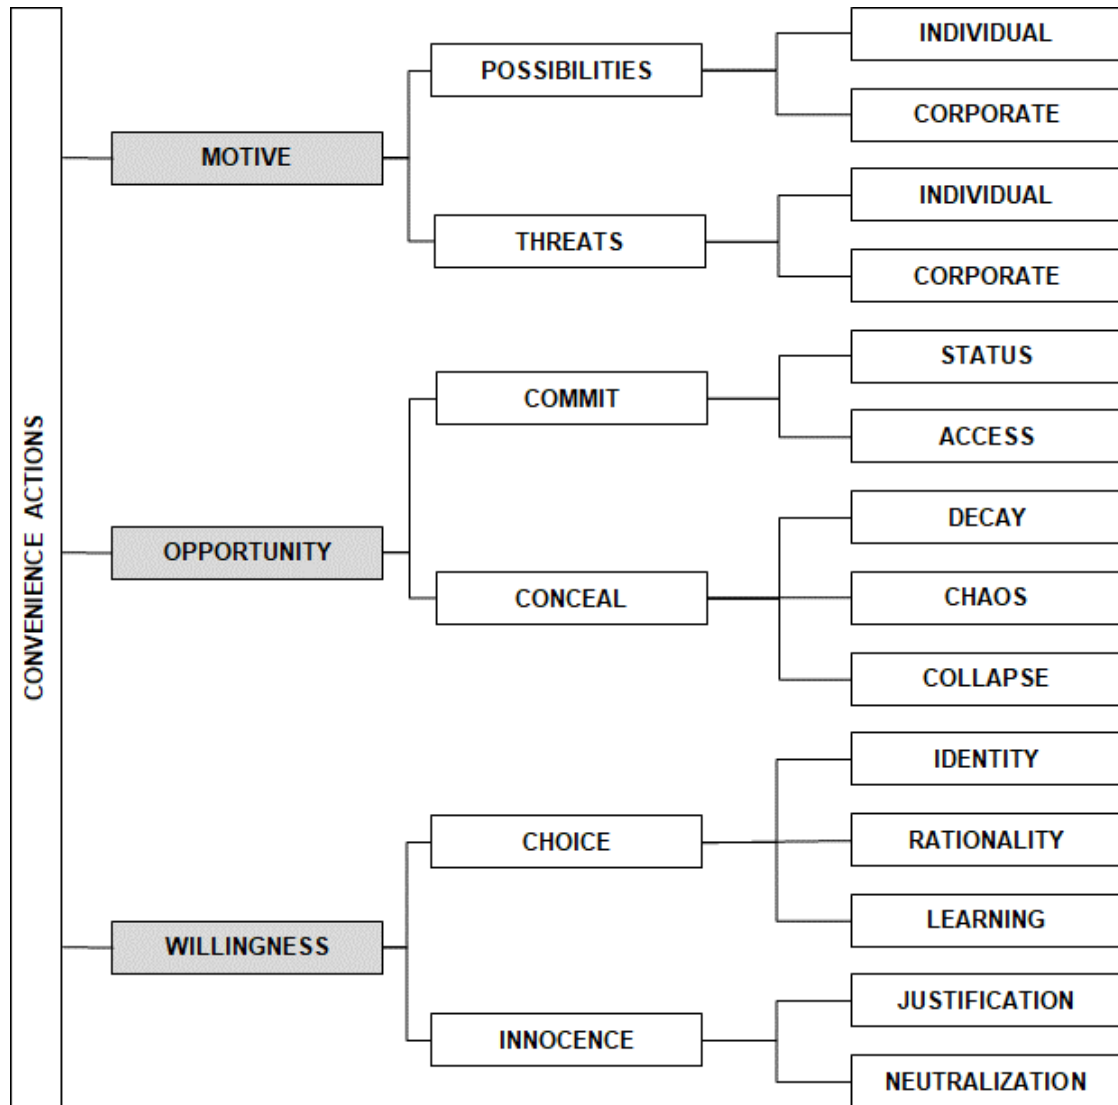 CONVENIENCE ACTIONS
MOTIVE
POSSIBILITIES
INDIVIDUAL
CORPORATE
THREATS
INDIVIDUAL
CORPORATE
OPPORTUNITY
COMMIT
STATUS
ACCESS
CONCEAL
DECAY
CHAOS
COLLAPSE
WILLINGNESS
CHOICE
IDENTITY
RATIONALITY
LEARNING
INNOCENCE
JUSTIFICATION
NEUTRALIZATION